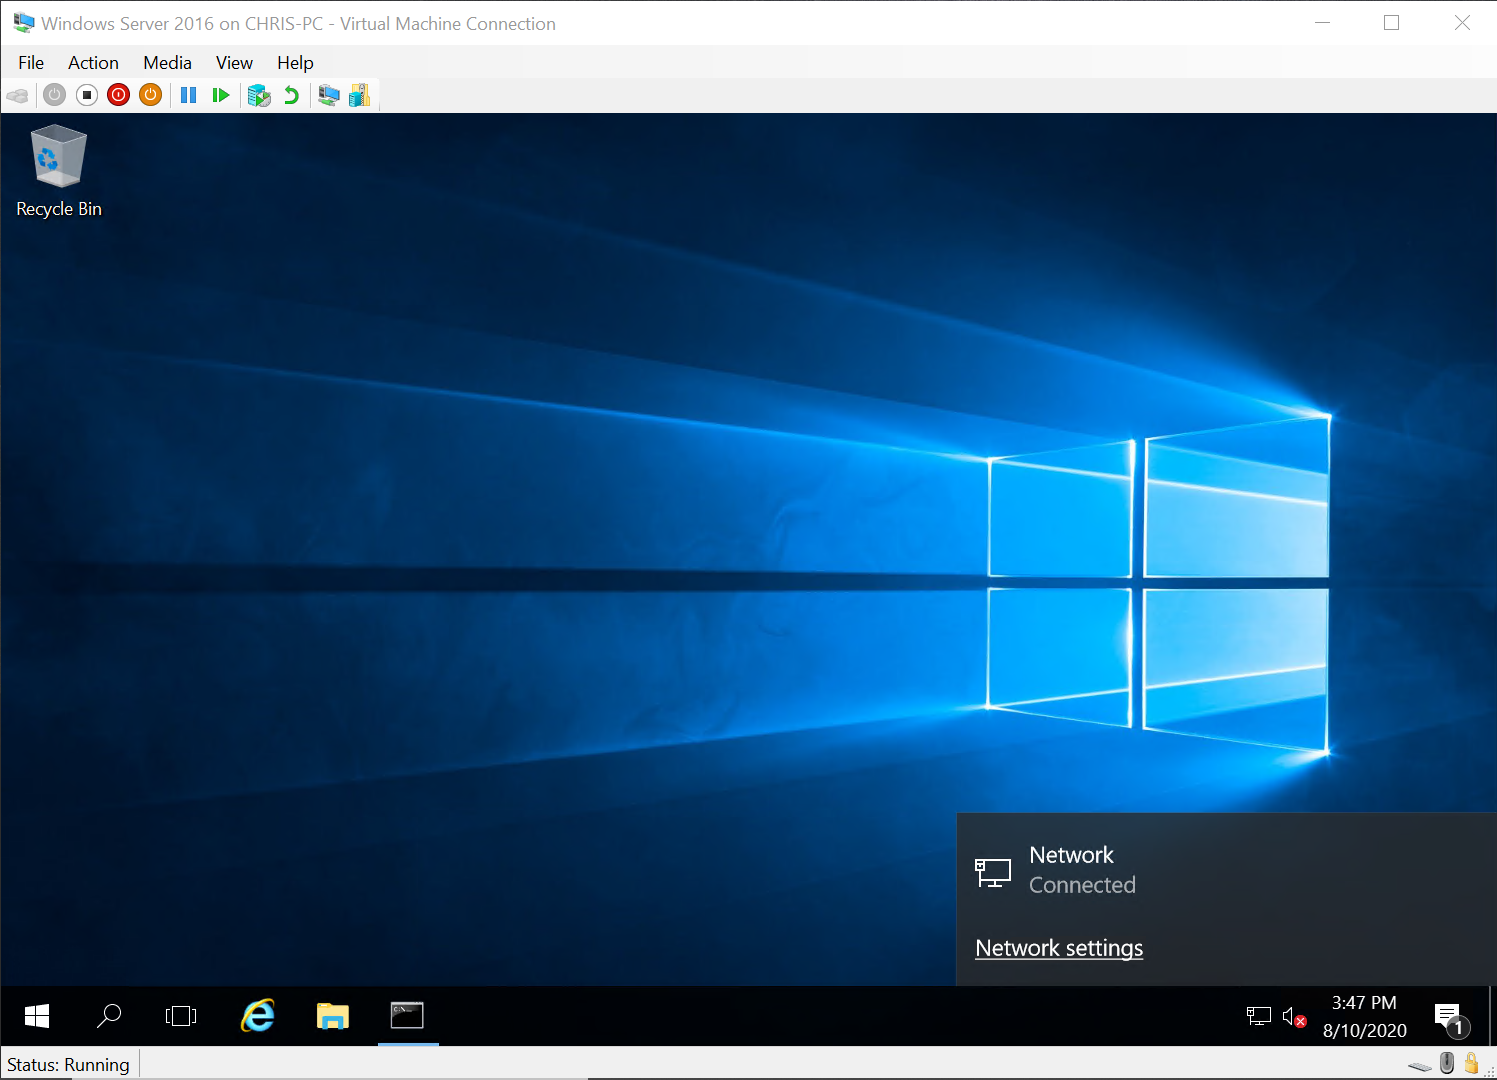 Windows Server 2016 on CHRIS-PC - Virtual Machine Connection
File Action Media View Help
Recycle Bin
Network
Connected
Network settings
3:47 PM
8/10/2020
1
Status: Running